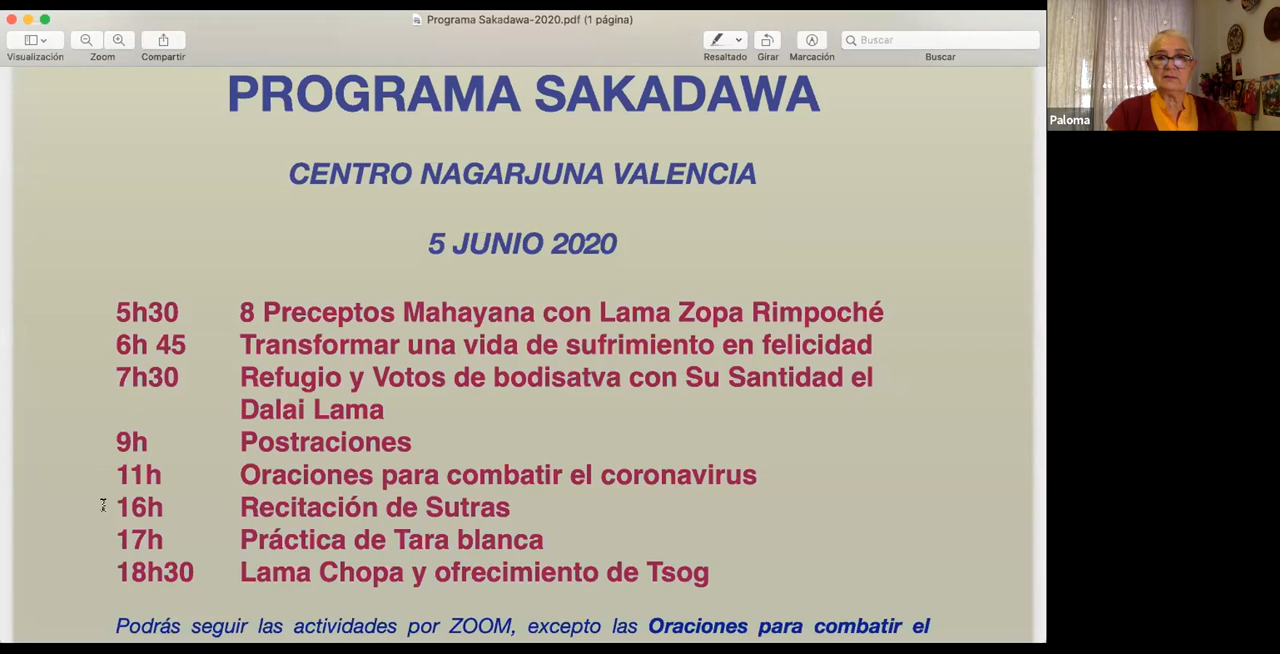 Programa Sakadawa-2020.pdf (1 página)
Visualización Zoom Compartir Resaltado Girar Marcación Buscar Buscar
Paloma
PROGRAMA SAKADAWA
CENTRO NAGARJUNA VALENCIA
5 JUNIO 2020
5h30 8 Preceptos Mahayana con Lama Zopa Rimpoché
6h 45 Transformar una vida de sufrimiento en felicidad
7h30 Refugio y Votos de bodisatva con Su Santidad el
Dalai Lama
9h Postraciones
11h Oraciones para combatir el coronavirus
16h Recitación de Sutras
17h Práctica de Tara blanca
18h30 Lama Chopa y ofrecimiento de Tsog
Podrás seguir las actividades por ZOOM, excepto las Oraciones para combatir el